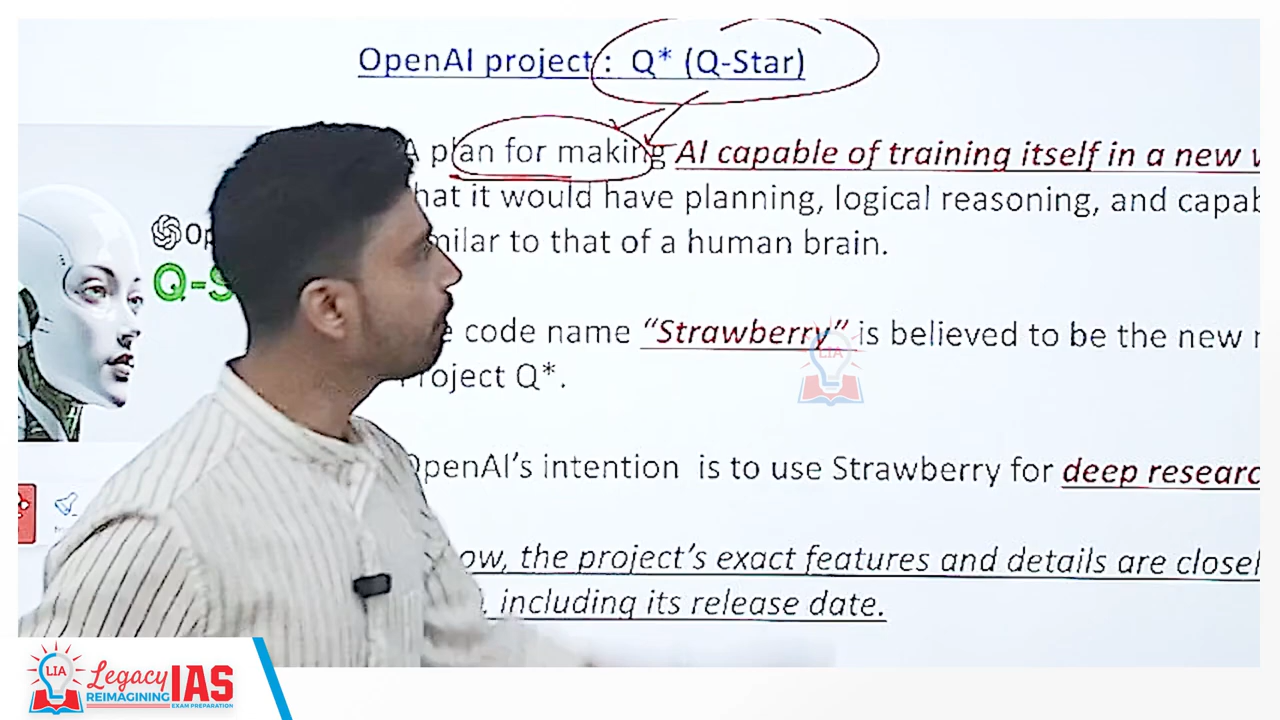 OpenAI project : Q* (Q-Star)
A plan for making AI capable of training itself in a new
hat it would have planning, logical reasoning, and capab
milar to that of a human brain.
Op
Q-S
e code name “Strawberry” is believed to be the new
roject Q*.
LIA
OpenAI’s intention is to use Strawberry for deep researc
ow, the project’s exact features and details are closel
, including its release date.
LIA
Legacy IAS
REIMAGINING
EXAM PREPARATION